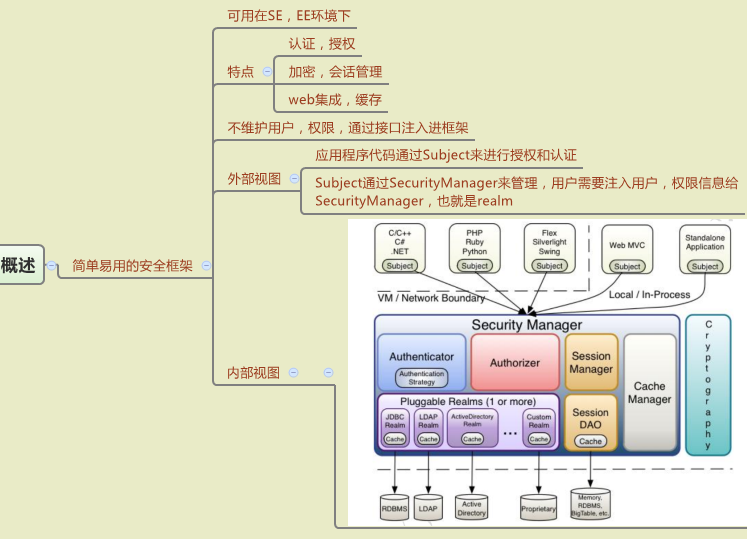 可用在SE，EE环境下
认证，授权
特点
加密，会话管理
web集成，缓存
不维护用户，权限，通过接口注入进框架
应用程序代码通过Subject来进行授权和认证
外部视图
Subject通过SecurityManager来管理，用户需要注入用户，权限信息给
SecurityManager，也就是realm
概述
简单易用的安全框架
内部视图
C/C++
C#
.NET
Subject
PHP
Ruby
Python
Subject
Flex
Silverlight
Swing
Subject
Web MVC
Subject
Standalone
Application
Subject
VM / Network Boundary
Local / In-Process
Security Manager
Authenticator
Authentication
Strategy
Authorizer
Session
Manager
Cache
Manager
Cryptography
Pluggable Realms (1 or more)
JDBC
Realm
Cache
LDAP
Realm
Cache
ActiveDirectory
Realm
Cache
...
Custom
Realm
Cache
Session
DAO
Cache
RDBMS
LDAP
Active
Directory
Proprietary
Memory,
RDBMS,
BigTable, etc.